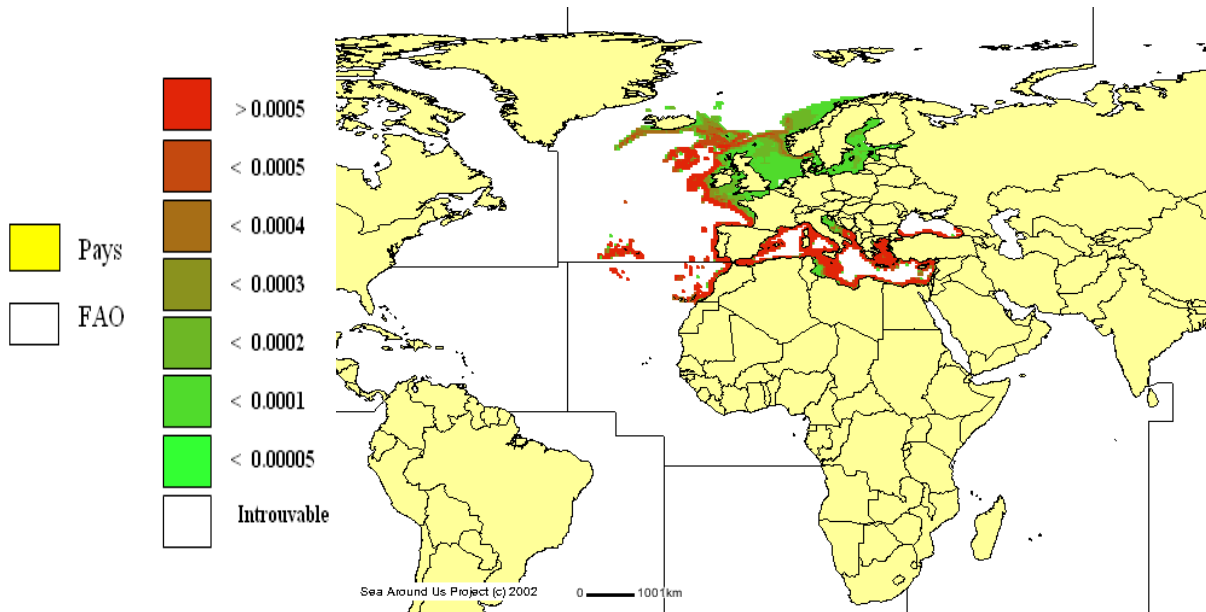 Pays
FAO
> 0.0005
< 0.0005
< 0.0004
< 0.0003
< 0.0002
< 0.0001
< 0.00005
Introuvable
Sea Around Us Project (c) 2002
0 1001km